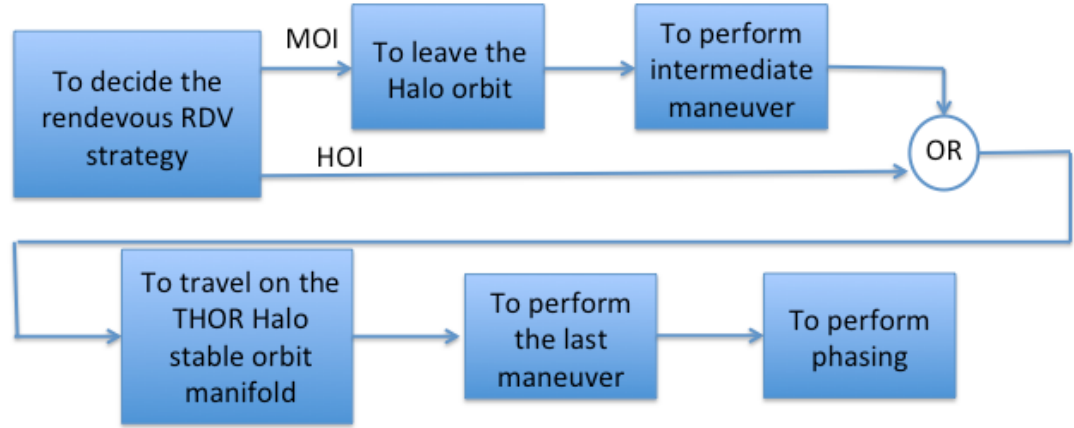 To decide the
rendevous RDV
strategy
MOI
To leave the
Halo orbit
To perform
intermediate
maneuver
HOI
OR
To travel on the
THOR Halo
stable orbit
manifold
To perform
the last
maneuver
To perform
phasing